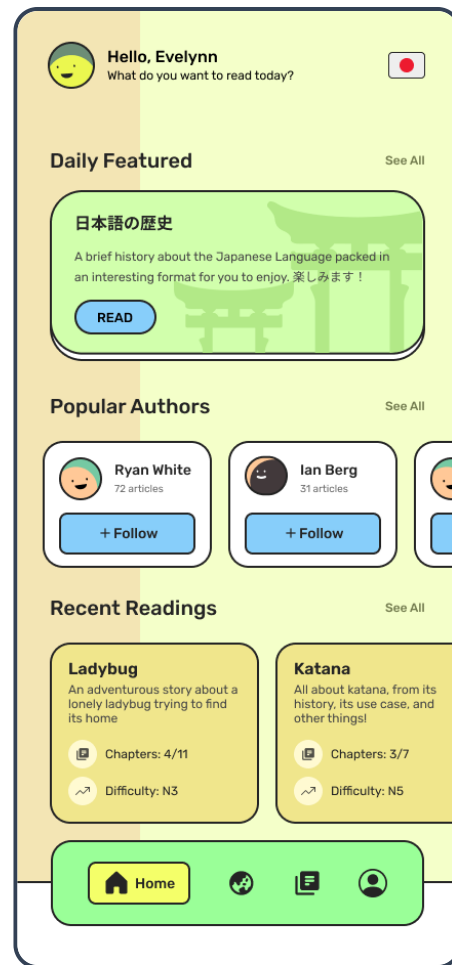 Hello, Evelynn
What do you want to read today?
Daily Featured
See All
日本語の歴史
A brief history about the Japanese Language packed in
an interesting format for you to enjoy. 楽しみます！
READ
Popular Authors
See All
Ryan White
72 articles
+ Follow
Ian Berg
31 articles
+ Follow
Recent Readings
See All
Ladybug
An adventurous story about a
lonely ladybug trying to find
its home
Chapters: 4/11
Difficulty: N3
Katana
All about katana, from its
history, its use case, and
other things!
Chapters: 3/7
Difficulty: N5
Home